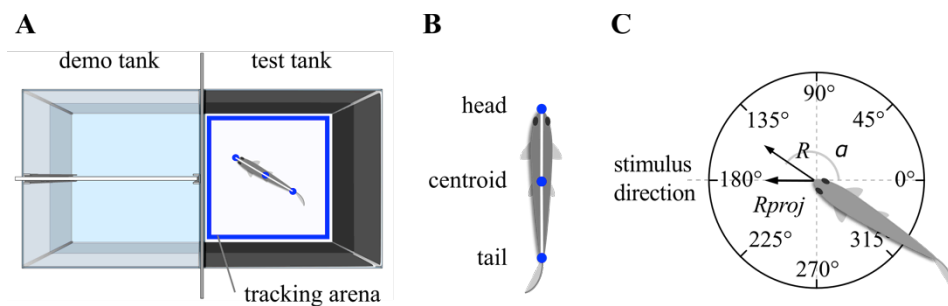 A
demo tank
test tank
tracking arena
B
head
centroid
tail
C
90°
135°
45°
R
a
stimulus
direction
180°
0°
Rproj
225°
315°
270°